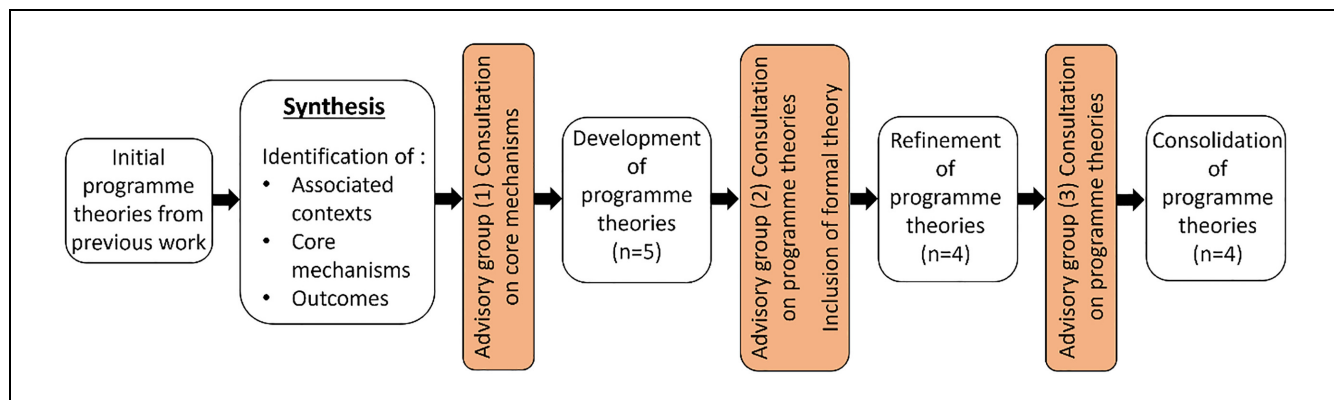 Initial
programme
theories from
previous work
Synthesis
Identification of :
• Associated
contexts
• Core
mechanisms
• Outcomes
Advisory group (1) Consultation
on core mechanisms
Development
of
programme
theories
(n=5)
Advisory group (2) Consultation
on programme theories
Inclusion of formal theory
Refinement
of
programme
theories
(n=4)
Advisory group (3) Consultation
on programme theories
Consolidation
of
programme
theories
(n=4)